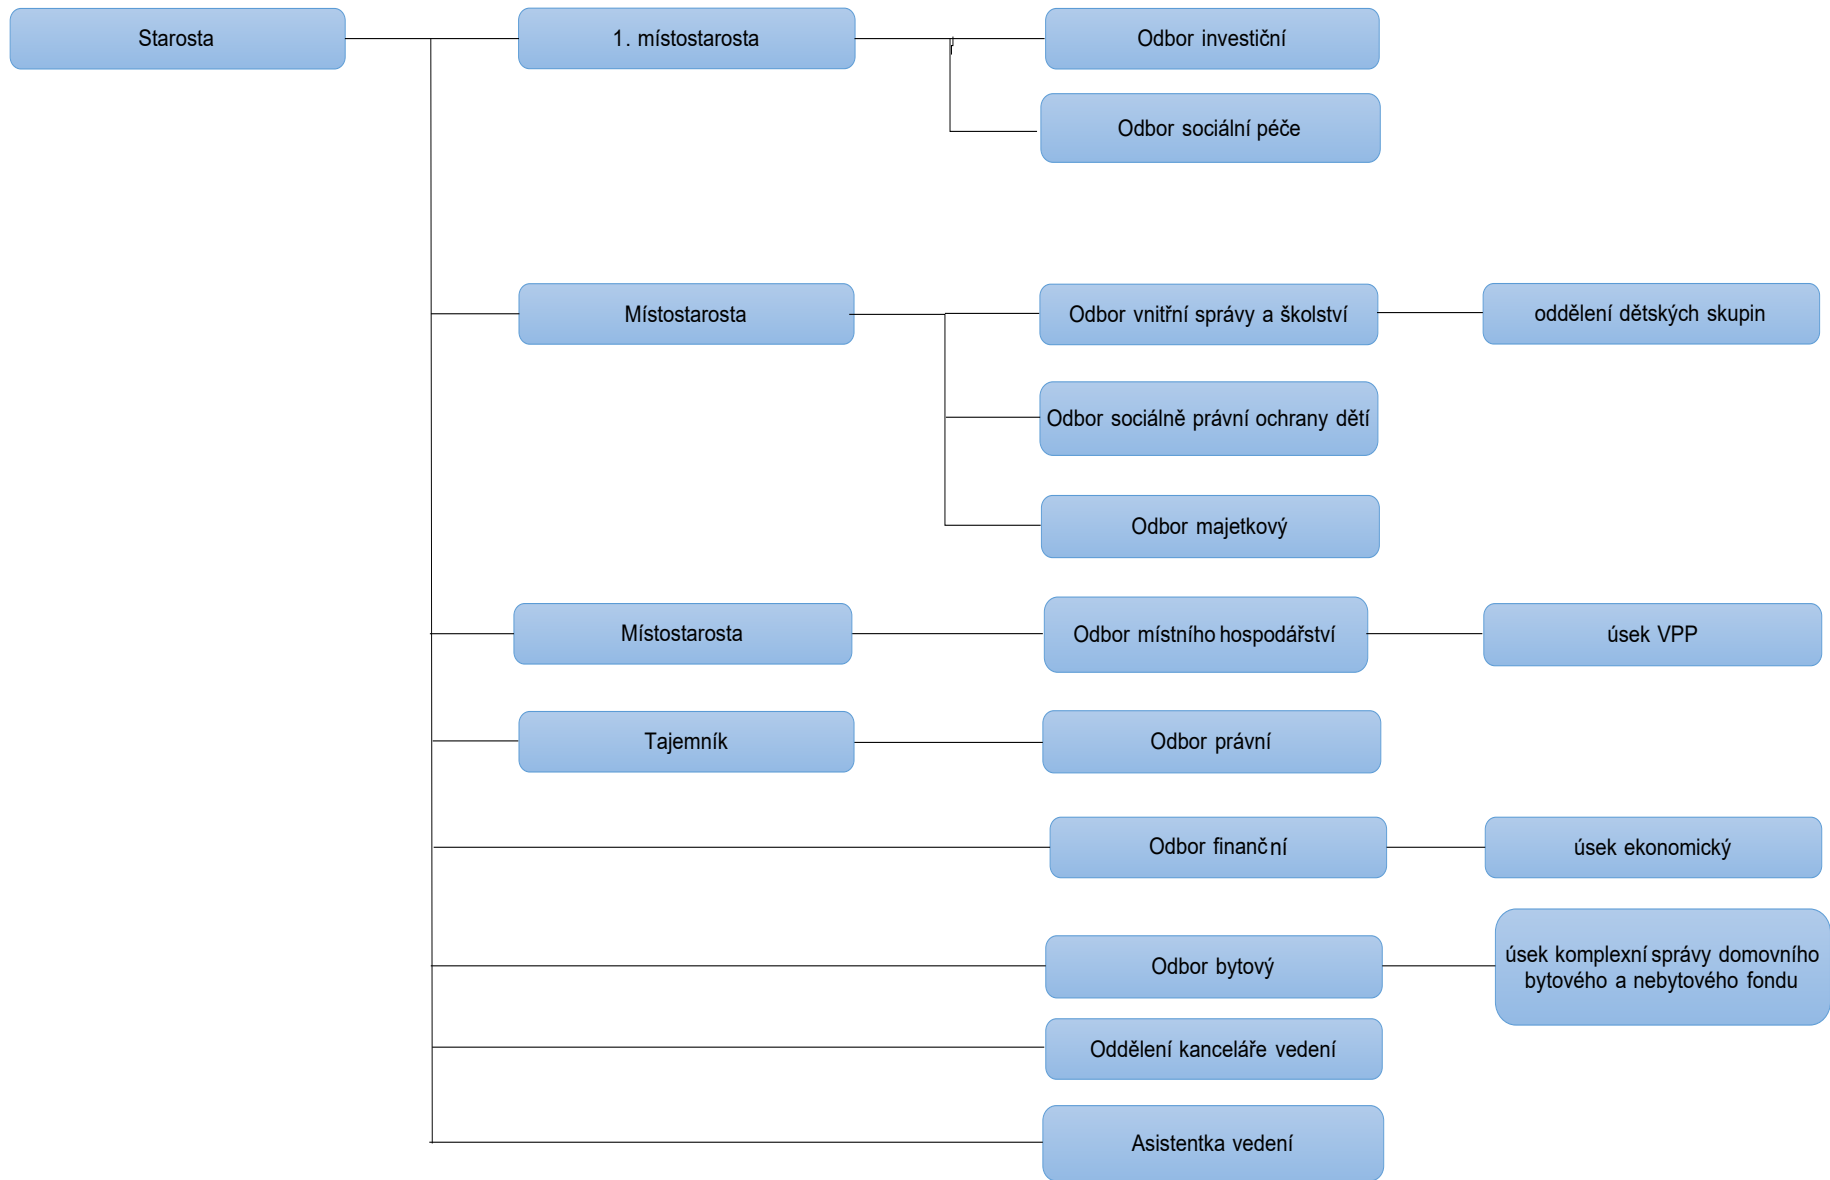 Starosta
1. místostarosta
Odbor investiční
Odbor sociální péče
Místostarosta
Odbor vnitřní správy a školství
oddělení dětských skupin
Odbor sociálně právní ochrany dětí
Odbor majetkový
Místostarosta
Odbor místního hospodářství
úsek VPP
Tajemník
Odbor právní
Odbor finanční
úsek ekonomický
Odbor bytový
úsek komplexní správy domovního
bytového a nebytového fondu
Oddělení kanceláře vedení
Asistentka vedení